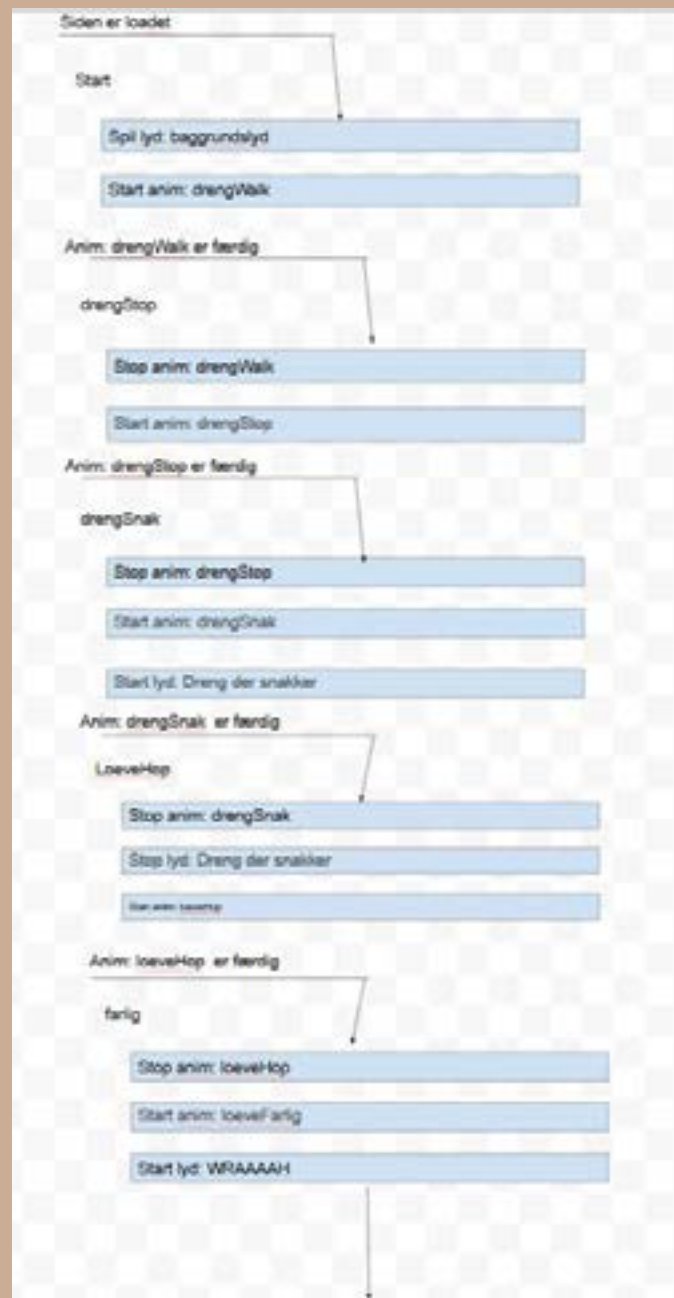 Siden er loadet
Start
Spil lyd: baggrundslyd
Start anim: drengWalk
Anim: drengWalk er færdig
drengStop
Stop anim: drengWalk
Start anim: drengStop
Anim: drengStop er færdig
drengSnak
Stop anim: drengStop
Start anim: drengSnak
Start lyd: Dreng der snakker
Anim: drengSnak er færdig
LoeveHop
Stop anim: drengSnak
Stop lyd: Dreng der snakker
Start anim:
Anim: loeveHop er færdig
farlig
Stop anim: loeveHop
Start anim: loeveFarlig
Start lyd: WRAAAAH